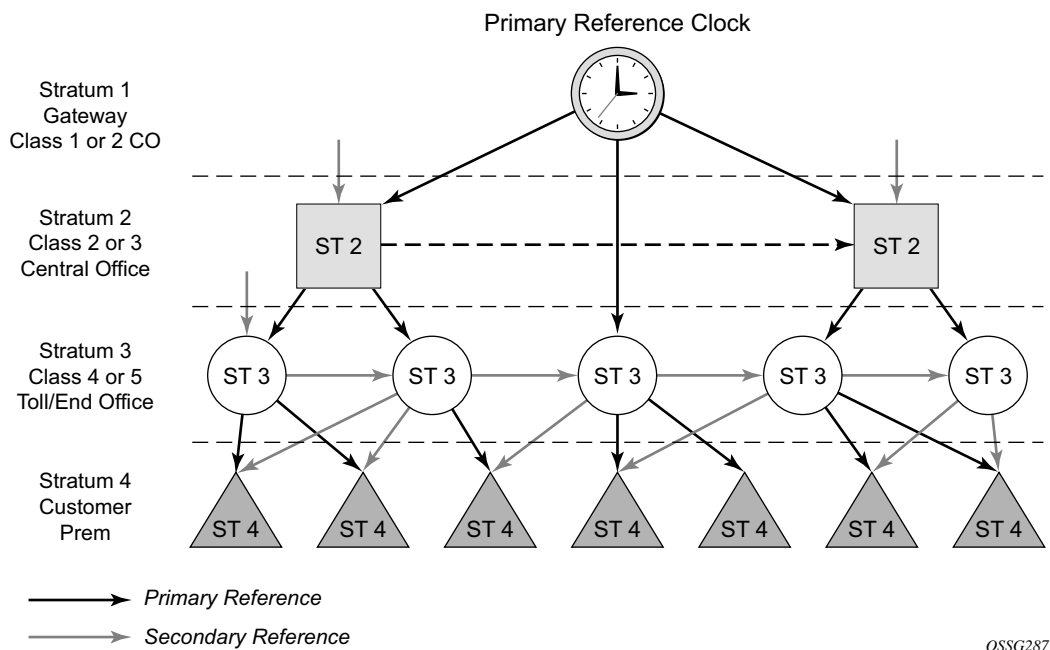 Primary Reference Clock
Stratum 1
Gateway
Class 1 or 2 CO
Stratum 2
Class 2 or 3
Central Office
ST 2
ST 2
Stratum 3
Class 4 or 5
Toll/End Office
ST 3
ST 3
ST 3
ST 3
ST 3
Stratum 4
Customer
Prem
ST 4
ST 4
ST 4
ST 4
ST 4
ST 4
ST 4
Primary Reference
Secondary Reference
OSSG287